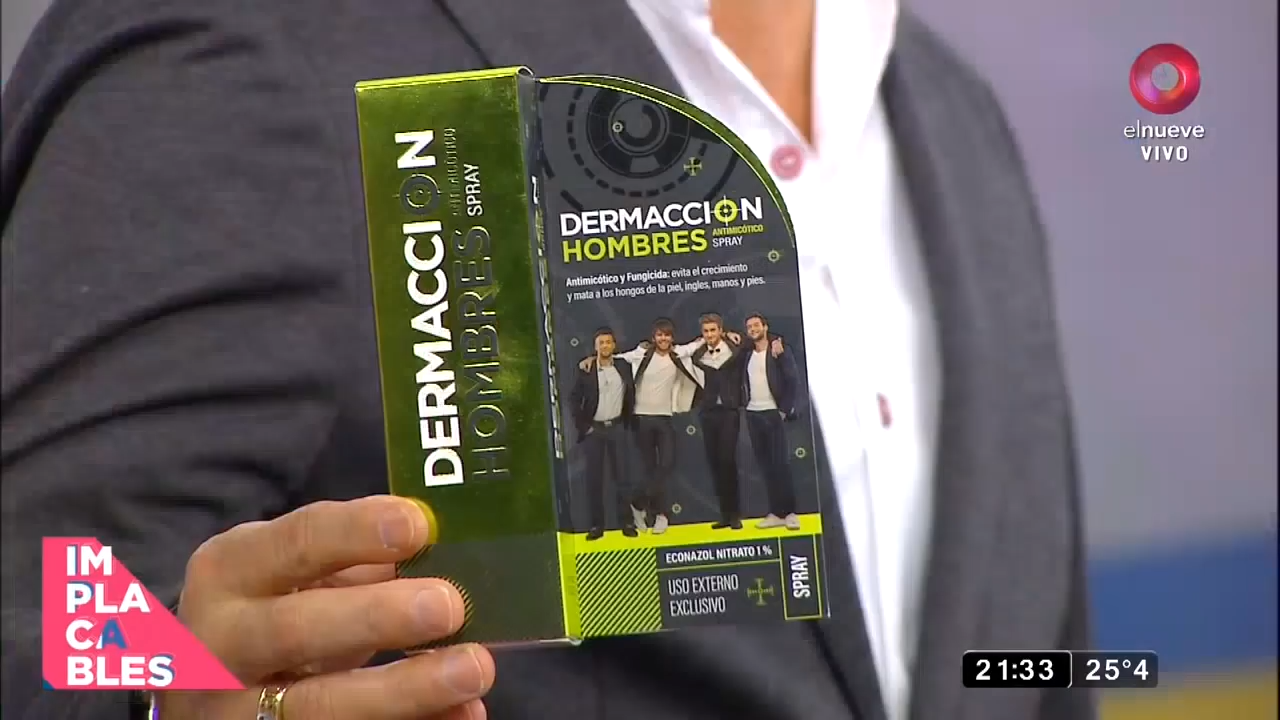 elnueve
VIVO
DERMACCION
HOMBRES
ANTIMICÓTICO
SPRAY
DERMACCION
HOMBRES
ANTIMICÓTICO
SPRAY
Antimicótico y Fungicida: evita el crecimiento
y mata a los hongos de la piel, ingles, manos y pies.
ECONAZOL NITRATO 1%
USO EXTERNO
EXCLUSIVO
SPRAY
IM
PLA
CA
BLES
21:33 25°4